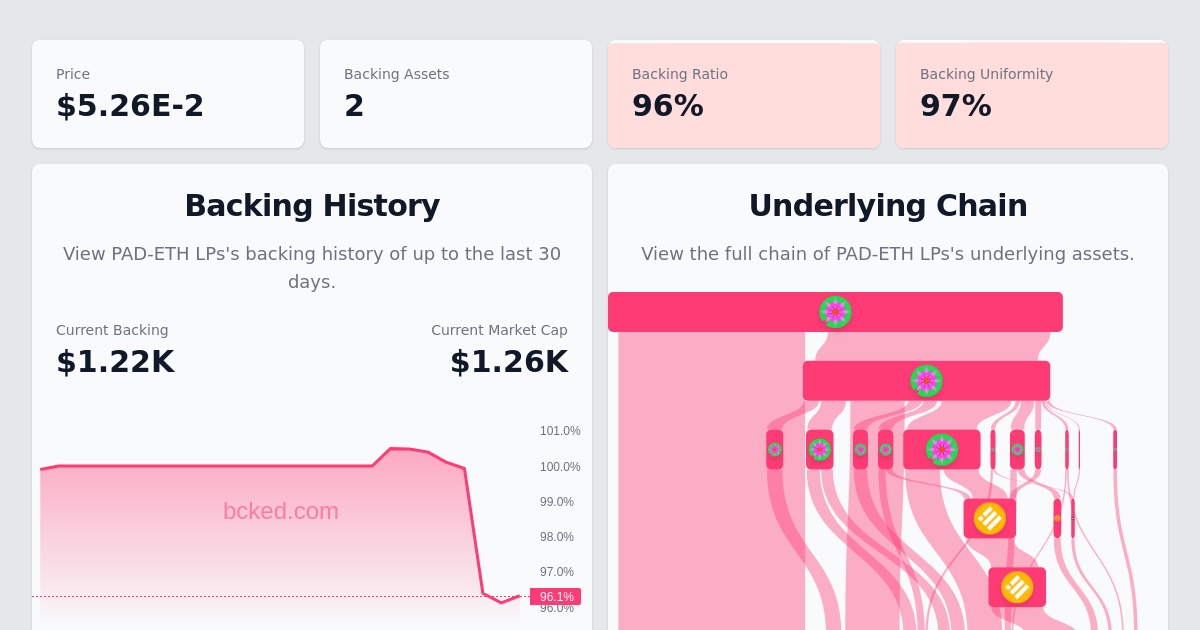 Price
$5.26E-2
Backing Assets
2
Backing Ratio
96%
Backing Uniformity
97%
Backing History
View PAD-ETH LPs's backing history of up to the last 30
days.
Current Backing
$1.22K
Current Market Cap
$1.26K
101.0%
100.0%
99.0%
98.0%
97.0%
96.1%
96.0%
bcked.com
Underlying Chain
View the full chain of PAD-ETH LPs's underlying assets.